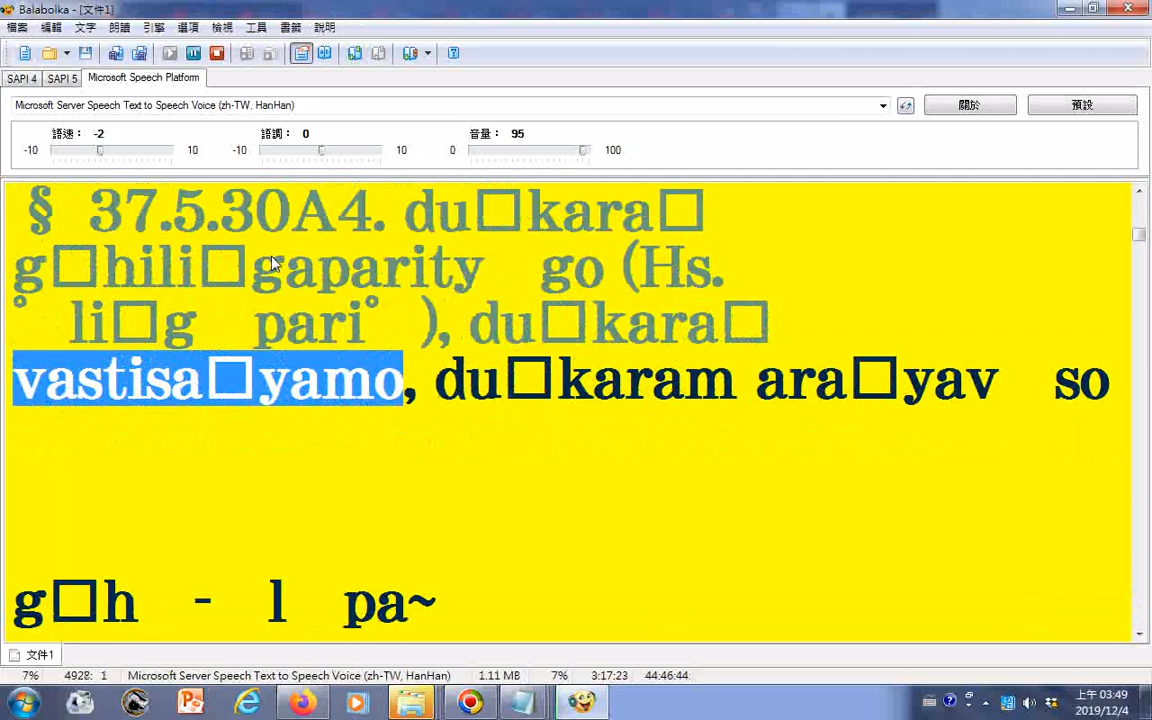 Balabolka - [文件1]
檔案 編輯 文字 朗讀 引擎 選項 檢視 工具 書籤 說明
SAPI 4 SAPI 5 Microsoft Speech Platform
Microsoft Server Speech Text to Speech Voice (zh-TW, HanHan) 關於 預設
語速： -2 語調： 0 音量： 95
-10 10 -10 10 0 100
§ 37.5.30A4. du□kara□
g□hili□gaparity go (Hs.
° li□g pari° ), du□kara□
vastisa□yamo, du□karam ara□yav so
g□h - l pa~
文件1
7% 4928: 1 Microsoft Server Speech Text to Speech Voice (zh-TW, HanHan) 1.11 MB 7% 3:17:23 44:46:44
上午 03:49
2019/12/4